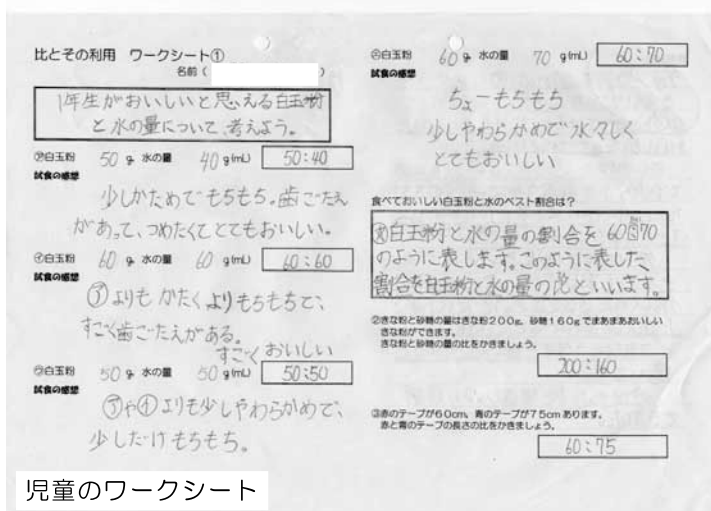 比とその利用 ワークシート①
名前（ ）
1年生がおいしいと思える白玉粉
と水の量について、考えよう。
㋐白玉粉 50 g 水の量 40 g(mL) 50:40
試食の感想
少しかためでもちもち。歯ごたえ
があって、つめたくてとてもおいしい。
㋑白玉粉 60 g 水の量 60 g(mL) 60:60
試食の感想
㋐よりもかたくよりもちもちで、
すごく歯ごたえがある。
すごくおいしい
㋒白玉粉 50 g 水の量 50 g(mL) 50:50
試食の感想
㋐や㋑よりも少しやわらかめで、
少しだけもちもち。
白玉粉 60 g 水の量 70 g(mL) 60:70
試食の感想
ちょーもちもち
少しやわらかめで水々しく
とてもおいしい
食べておいしい白玉粉と水のベスト割合は？
白玉粉と水の量の割合を60:70
のように表します。このように表した、
割合を白玉粉と水の量の比といいます。
②きな粉と砂糖の量はきな粉200g、砂糖160gでまあまあおいしい
きな粉ができます。
きな粉と砂糖の量の比をかきましょう。
200:160
③赤のテープが60cm、青のテープが75cmあります。
赤と青のテープの長さの比をかきましょう。
60:75
児童のワークシート